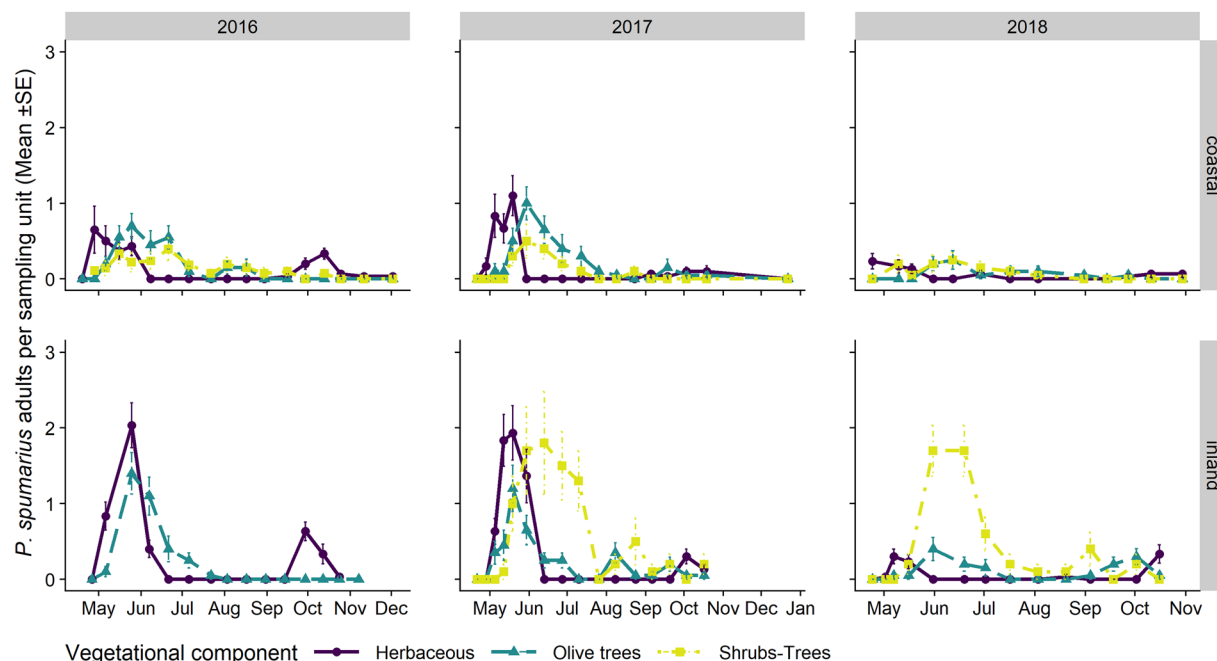 2016 2017 2018
P. spumarius adults per sampling unit (Mean ±SE)
3
2
1
0
coastal
3
2
1
0
inland
May Jun Jul Aug Sep Oct Nov Dec
May Jun Jul Aug Sep Oct Nov Dec Jan
May Jun Jul Aug Sep Oct Nov
Vegetational component Herbaceous Olive trees Shrubs-Trees